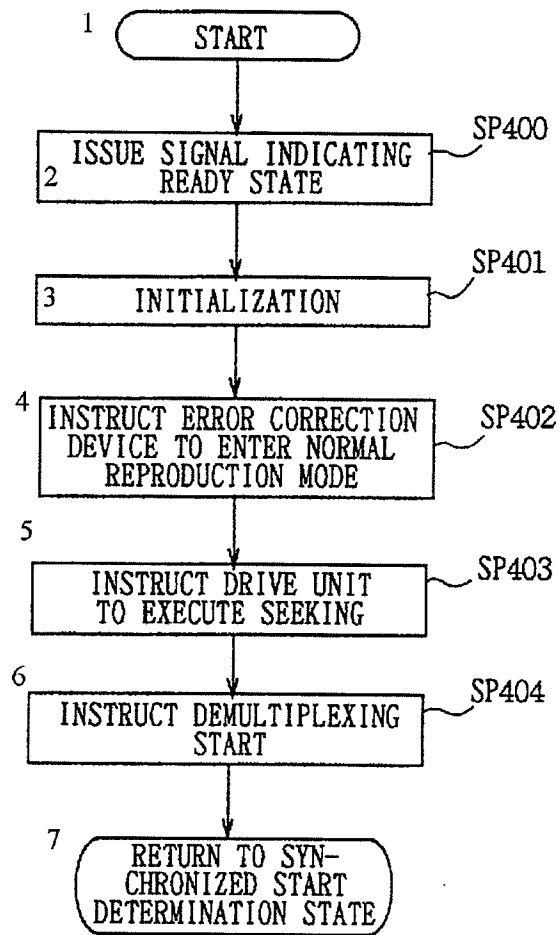 1
START
SP400
ISSUE SIGNAL INDICATING
2
READY STATE
SP401
3
INITIALIZATION
4
SP402
INSTRUCT ERROR CORRECTION
DEVICE TO ENTER NORMAL
REPRODUCTION MODE
5
SP403
INSTRUCT DRIVE UNIT
TO EXECUTE SEEKING
6
SP404
INSTRUCT DEMULTIPLEXING
START
7
RETURN TO SYN-
CHRONIZED START
DETERMINATION STATE